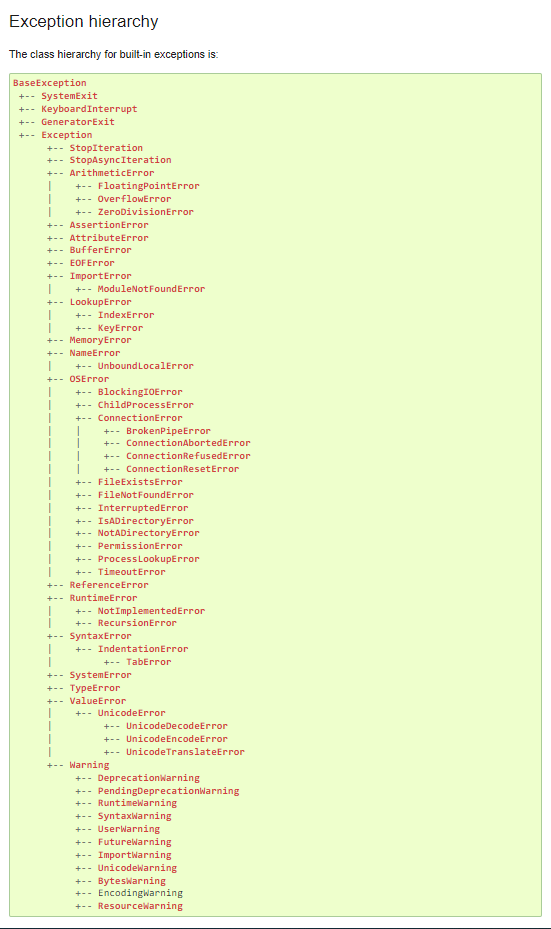 Exception hierarchy
The class hierarchy for built-in exceptions is:
BaseException
 +-- SystemExit
 +-- KeyboardInterrupt
 +-- GeneratorExit
 +-- Exception
      +-- StopIteration
      +-- StopAsyncIteration
      +-- ArithmeticError
      |    +-- FloatingPointError
      |    +-- OverflowError
      |    +-- ZeroDivisionError
      +-- AssertionError
      +-- AttributeError
      +-- BufferError
      +-- EOFError
      +-- ImportError
      |    +-- ModuleNotFoundError
      +-- LookupError
      |    +-- IndexError
      |    +-- KeyError
      +-- MemoryError
      +-- NameError
      |    +-- UnboundLocalError
      +-- OSError
      |    +-- BlockingIOError
      |    +-- ChildProcessError
      |    +-- ConnectionError
      |    |    +-- BrokenPipeError
      |    |    +-- ConnectionAbortedError
      |    |    +-- ConnectionRefusedError
      |    |    +-- ConnectionResetError
      |    +-- FileExistsError
      |    +-- FileNotFoundError
      |    +-- InterruptedError
      |    +-- IsADirectoryError
      |    +-- NotADirectoryError
      |    +-- PermissionError
      |    +-- ProcessLookupError
      |    +-- TimeoutError
      +-- ReferenceError
      +-- RuntimeError
      |    +-- NotImplementedError
      |    +-- RecursionError
      +-- SyntaxError
      |    +-- IndentationError
      |         +-- TabError
      +-- SystemError
      +-- TypeError
      +-- ValueError
      |    +-- UnicodeError
      |         +-- UnicodeDecodeError
      |         +-- UnicodeEncodeError
      |         +-- UnicodeTranslateError
      +-- Warning
           +-- DeprecationWarning
           +-- PendingDeprecationWarning
           +-- RuntimeWarning
           +-- SyntaxWarning
           +-- UserWarning
           +-- FutureWarning
           +-- ImportWarning
           +-- UnicodeWarning
           +-- BytesWarning
           +-- EncodingWarning
           +-- ResourceWarning